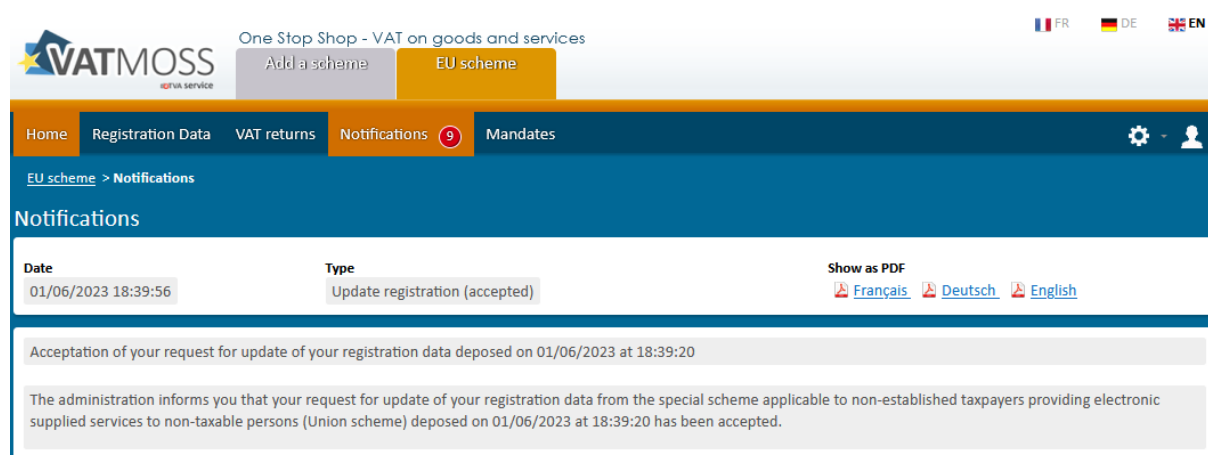 FR DE EN
VATMOSS
eTVA service
One Stop Shop - VAT on goods and services
Add a scheme EU scheme
Home Registration Data VAT returns Notifications 9 Mandates
EU scheme > Notifications
Notifications
Date Type Show as PDF
01/06/2023 18:39:56 Update registration (accepted) Français Deutsch English
Acceptation of your request for update of your registration data deposed on 01/06/2023 at 18:39:20
The administration informs you that your request for update of your registration data from the special scheme applicable to non-established taxpayers providing electronic
supplied services to non-taxable persons (Union scheme) deposed on 01/06/2023 at 18:39:20 has been accepted.